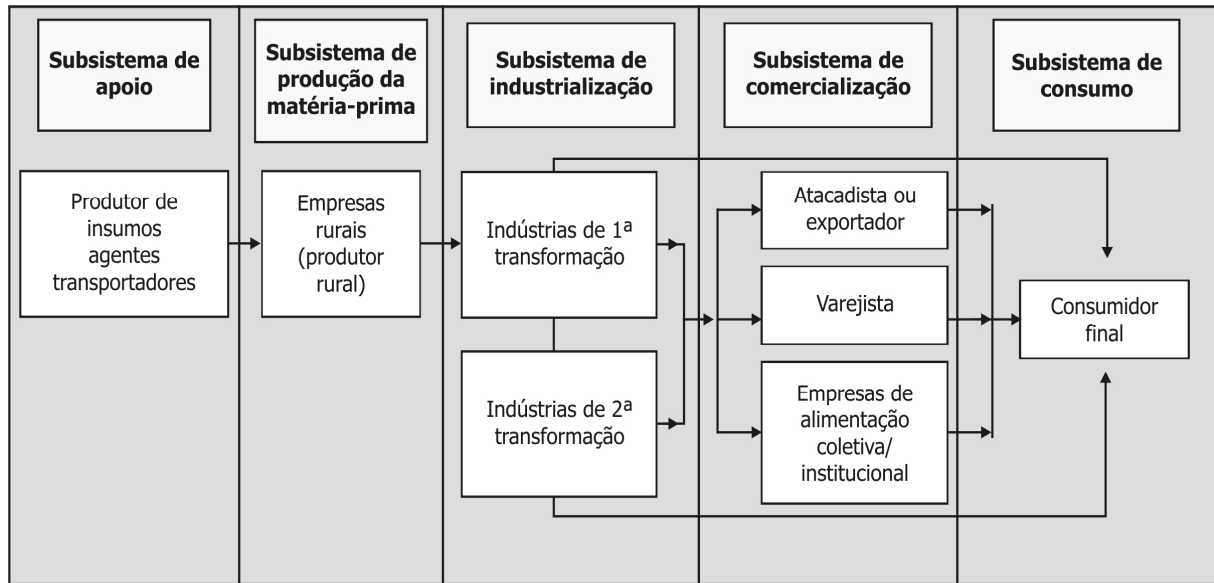 Subsistema de
apoio
Subsistema de
produção da
matéria-prima
Subsistema de
industrialização
Subsistema de
comercialização
Subsistema de
consumo
Produtor de
insumos
agentes
transportadores
Empresas
rurais
(produtor
rural)
Indústrias de 1ª
transformação
Indústrias de 2ª
transformação
Atacadista ou
exportador
Varejista
Empresas de
alimentação
coletiva/
institucional
Consumidor
final